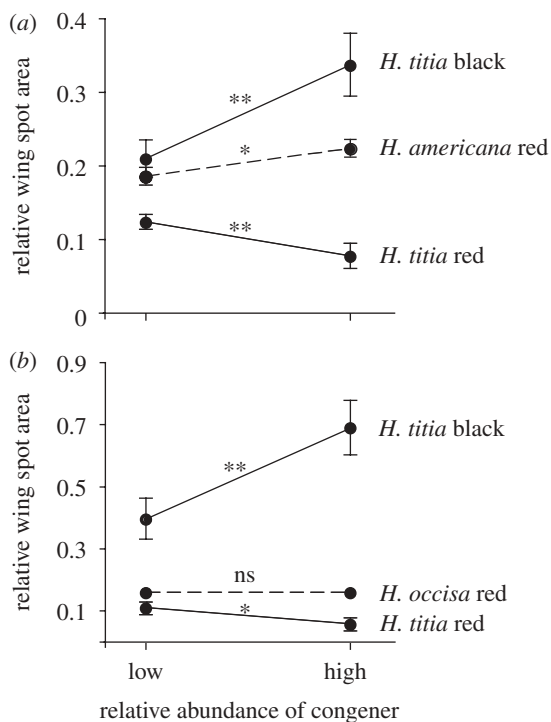 (a)
0.4
0.3
0.2
0.1
0
relative wing spot area
**
*
**
H. titia black
H. americana red
H. titia red
(b)
0.9
0.7
0.5
0.3
0.1
relative wing spot area
**
ns
*
H. titia black
H. occisa red
H. titia red
low high
relative abundance of congener